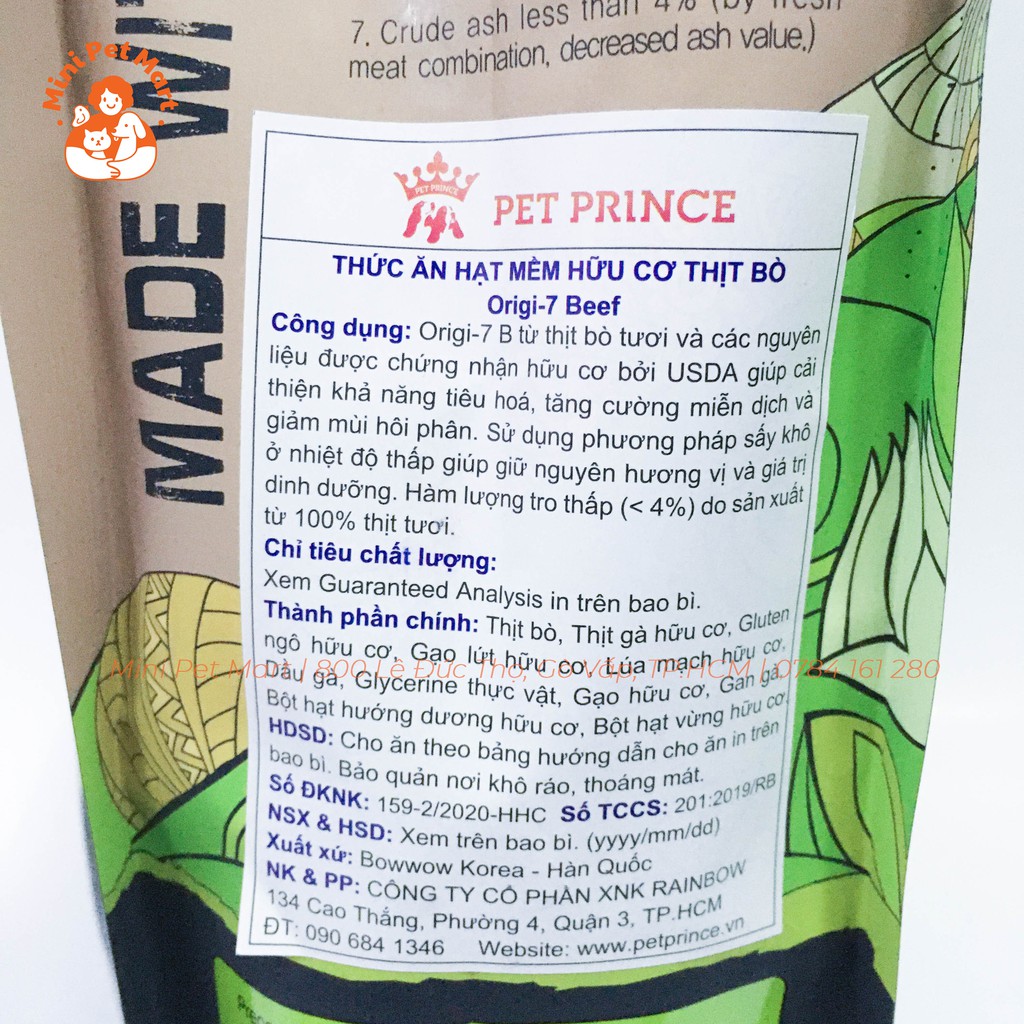 7. Crude ash less than 4% (by fresh
meat combination, decreased ash value.)
Mini Pet Mart
MADE WI
PET PRINCE
PET PRINCE
THỨC ĂN HẠT MỀM HỮU CƠ THỊT BÒ
Origi-7 Beef
Công dụng: Origi-7 B từ thịt bò tươi và các nguyên
liệu được chứng nhận hữu cơ bởi USDA giúp cải
thiện khả năng tiêu hoá, tăng cường miễn dịch và
giảm mùi hôi phân. Sử dụng phương pháp sấy khô
ở nhiệt độ thấp giúp giữ nguyên hương vị và giá trị
dinh dưỡng. Hàm lượng tro thấp (< 4%) do sản xuất
từ 100% thịt tươi.
Chỉ tiêu chất lượng:
Xem Guaranteed Analysis in trên bao bì.
Thành phần chính: Thịt bò, Thịt gà hữu cơ, Gluten
ngô hữu cơ, Gạo lứt hữu cơ, Lúa mạch hữu cơ,
Mini Pet Mart | 800 Lê Đức Thọ, Gò Vấp, TP.HCM | 0784 161 280
Dầu gà, Glycerine thực vật, Gạo hữu cơ, Gan gà,
Bột hạt hướng dương hữu cơ, Bột hạt vừng hữu cơ.
HDSD: Cho ăn theo bảng hướng dẫn cho ăn in trên
bao bì. Bảo quản nơi khô ráo, thoáng mát.
Số ĐKNK: 159-2/2020-HHC Số TCCS: 201:2019/RB
NSX & HSD: Xem trên bao bì. (yyyy/mm/dd)
Xuất xứ: Bowwow Korea - Hàn Quốc
NK & PP: CÔNG TY CỔ PHẦN XNK RAINBOW
134 Cao Thắng, Phường 4, Quận 3, TP.HCM
ĐT: 090 684 1346 Website: www.petprince.vn